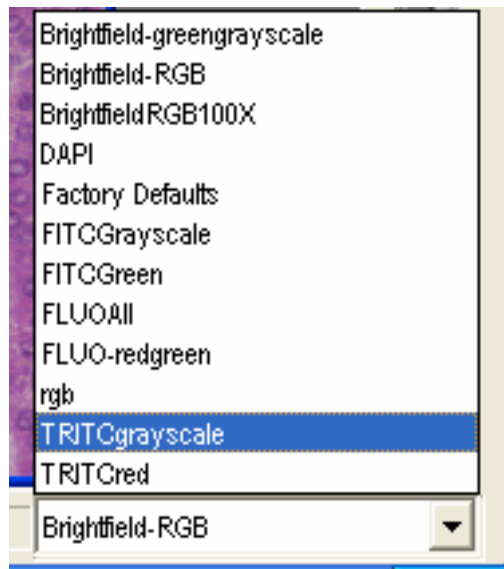 Brightfield-greengrayscale
Brightfield-RGB
BrightfieldRGB100X
DAPI
Factory Defaults
FITCGrayscale
FITCGreen
FLUOAll
FLUO-redgreen
rgb
TRITCgrayscale
TRITCred
Brightfield-RGB